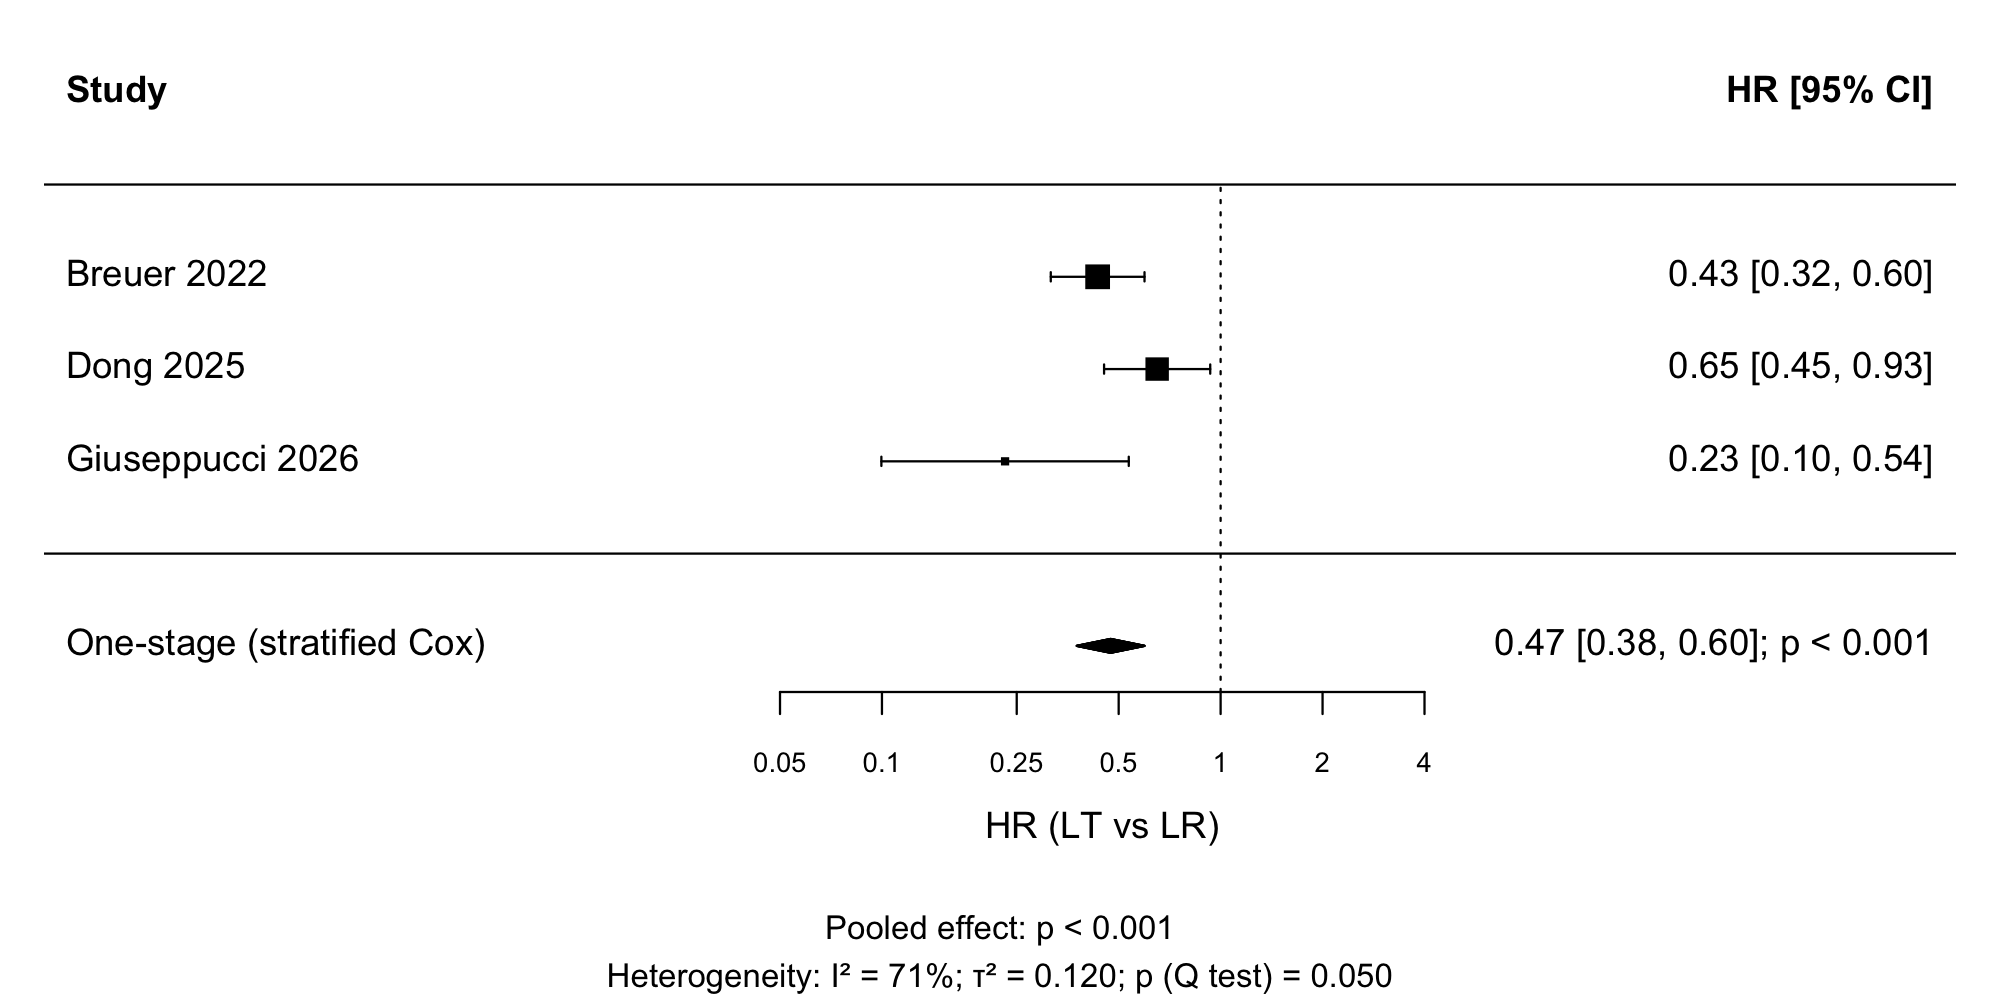 Study HR [95% CI]
Breuer 2022 0.43 [0.32, 0.60]
Dong 2025 0.65 [0.45, 0.93]
Giuseppucci 2026 0.23 [0.10, 0.54]
One-stage (stratified Cox) 0.47 [0.38, 0.60]; p < 0.001
0.05 0.1 0.25 0.5 1 2 4
HR (LT vs LR)
Pooled effect: p < 0.001
Heterogeneity: I² = 71%; τ² = 0.120; p (Q test) = 0.050